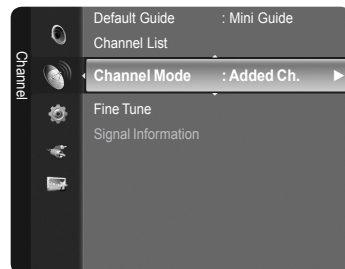 Channel
Default Guide : Mini Guide
Channel List
Channel Mode : Added Ch.
Fine Tune
Signal Information